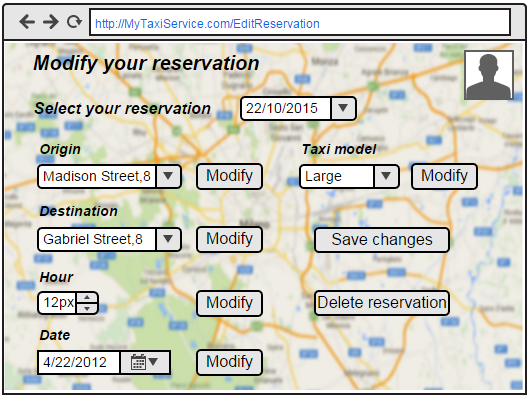 http://MyTaxiService.com/EditReservation
Modify your reservation
Select your reservation 22/10/2015
Origin
Madison Street,8 Modify
Taxi model
Large Modify
Destination
Gabriel Street,8 Modify
Save changes
Hour
12px Modify
Delete reservation
Date
4/22/2012 Modify
Milano
Monza